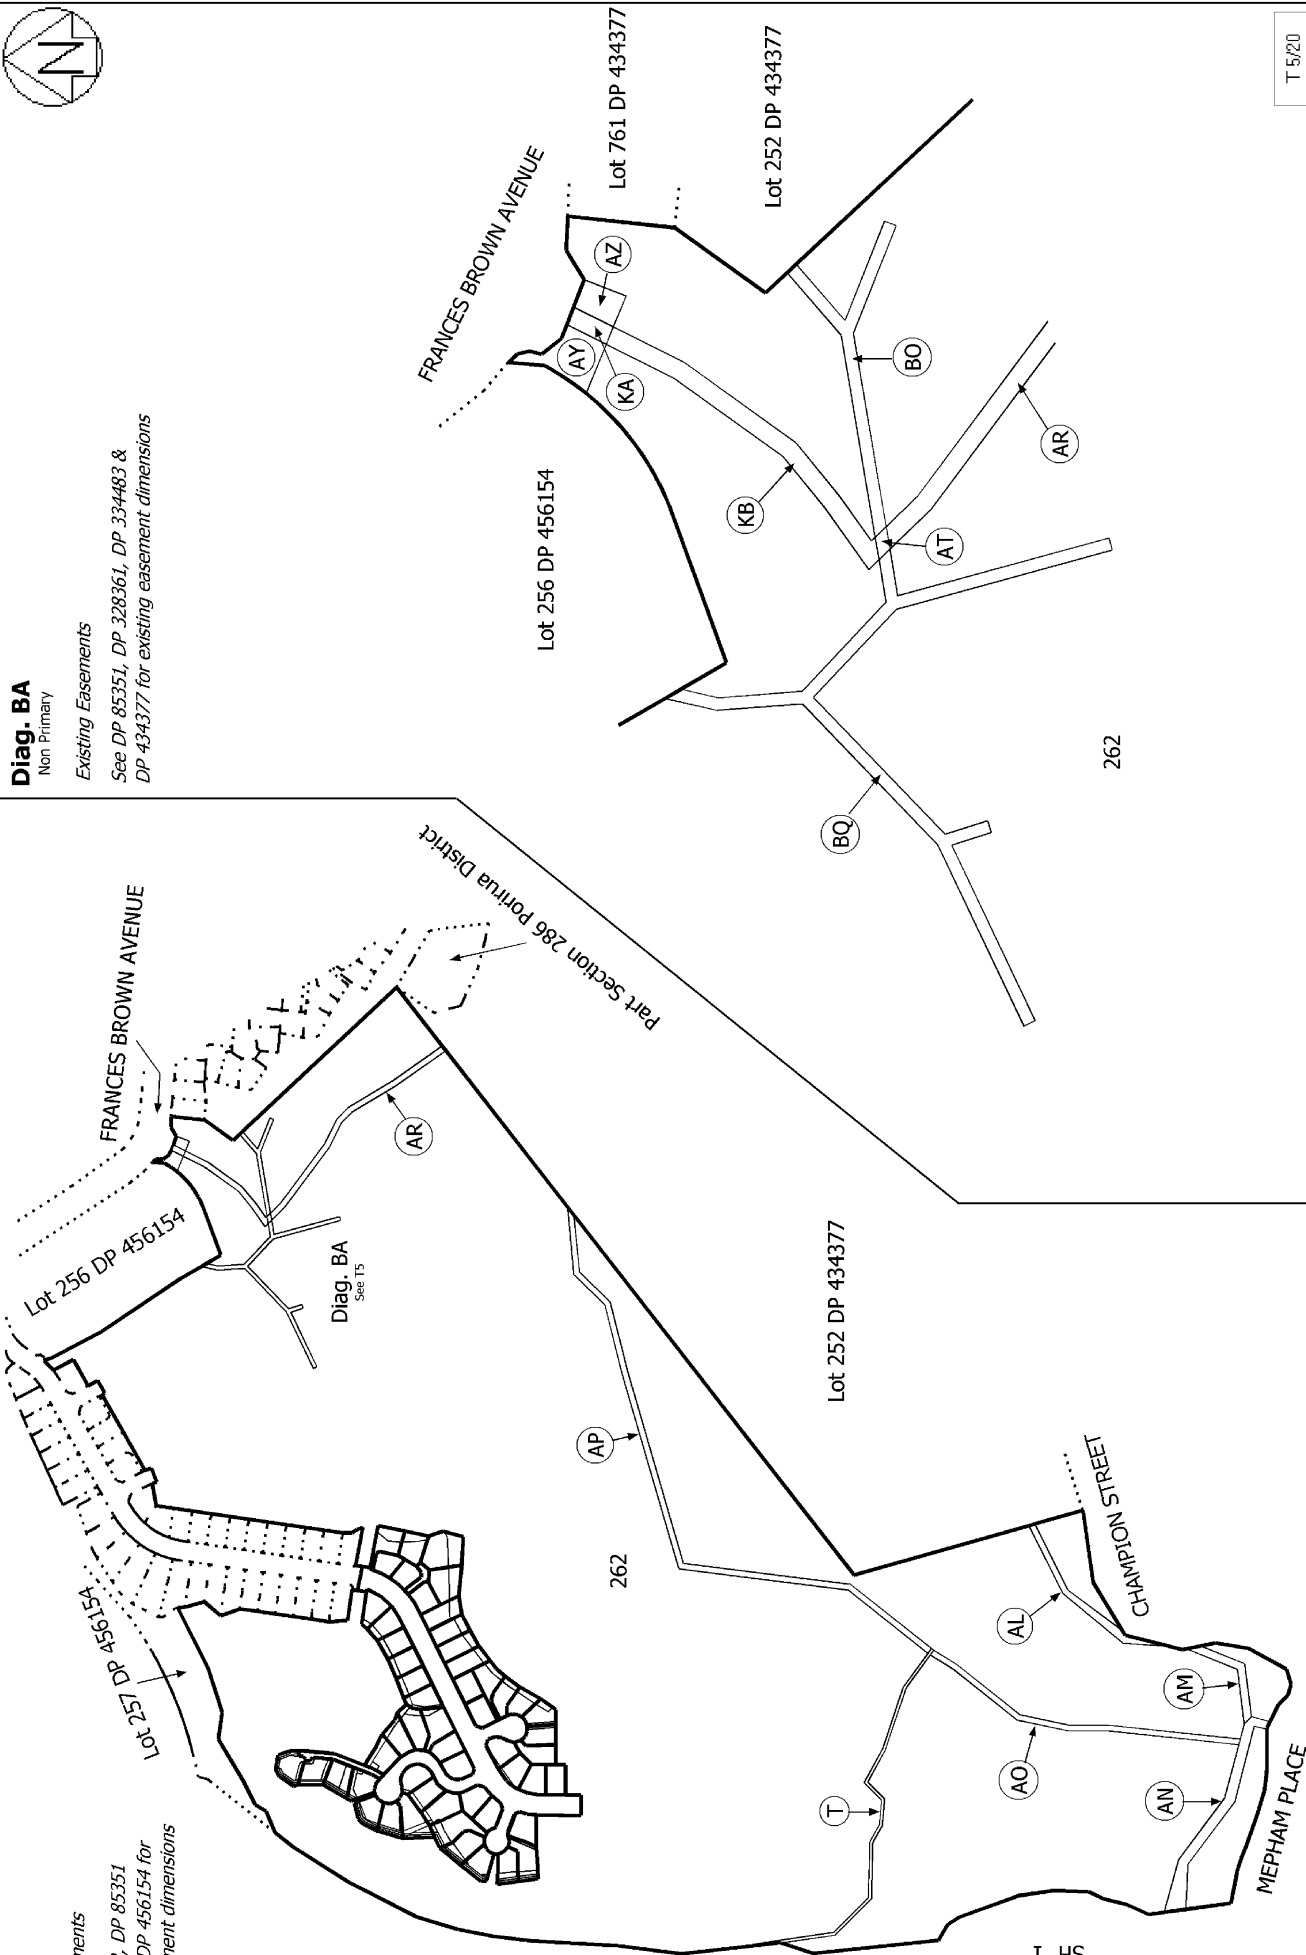 N
Diag. BA
Non Primary
Existing Easements
See DP 85351, DP 328361, DP 334483 &
DP 434377 for existing easement dimensions
FRANCES BROWN AVENUE
Lot 761 DP 434377
Lot 252 DP 434377
Lot 256 DP 456154
AZ
AY
KA
KB
BO
AR
AT
BQ
262
T 5/20
FRANCES BROWN AVENUE
Part Section 286 Porirua District
Lot 256 DP 456154
AR
Diag. BA
See T5
Lot 252 DP 434377
AP
262
Lot 257 DP 456154
CHAMPION STREET
AL
AM
AO
AN
T
MEPHAM PLACE
SH 1
ments
, DP 85351
DP 456154 for
ment dimensions